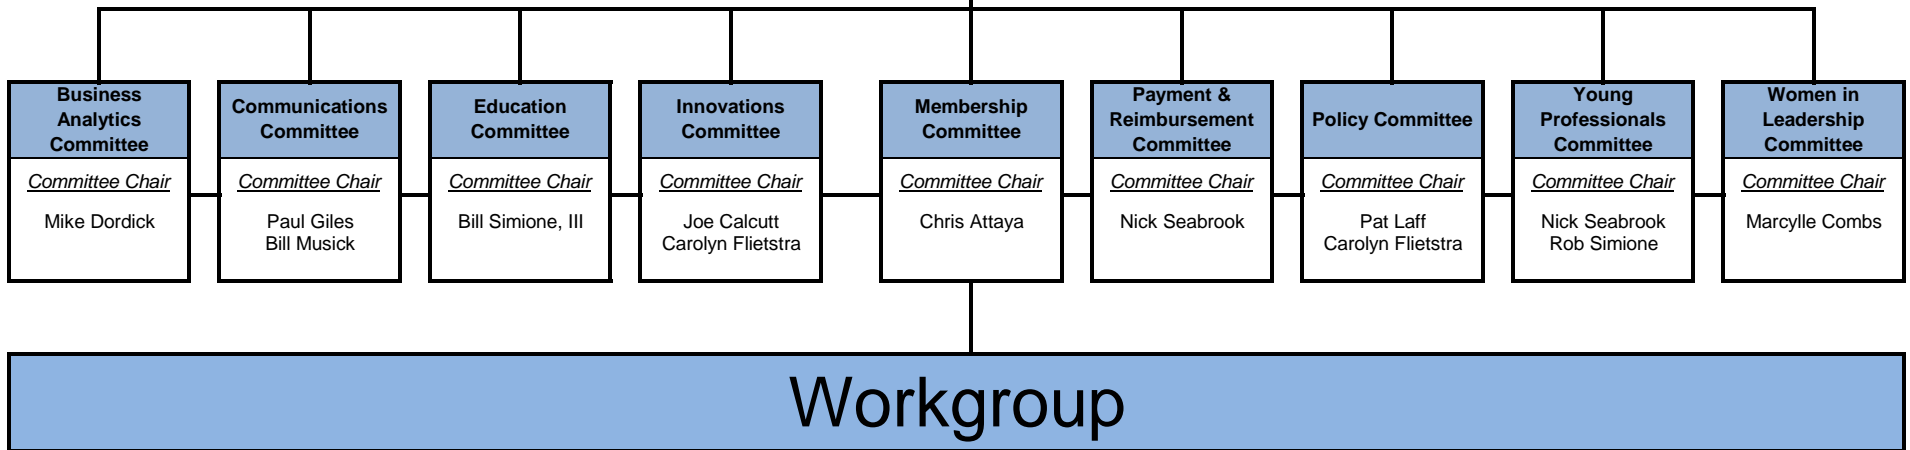 Business
Analytics
Committee
Committee Chair
Mike Dordick
Communications
Committee
Committee Chair
Paul Giles
Bill Musick
Education
Committee
Committee Chair
Bill Simione, III
Innovations
Committee
Committee Chair
Joe Calcutt
Carolyn Flietstra
Membership
Committee
Committee Chair
Chris Attaya
Payment &
Reimbursement
Committee
Committee Chair
Nick Seabrook
Policy Committee
Committee Chair
Pat Laff
Carolyn Flietstra
Young
Professionals
Committee
Committee Chair
Nick Seabrook
Rob Simione
Women in
Leadership
Committee
Committee Chair
Marcylle Combs
Workgroup